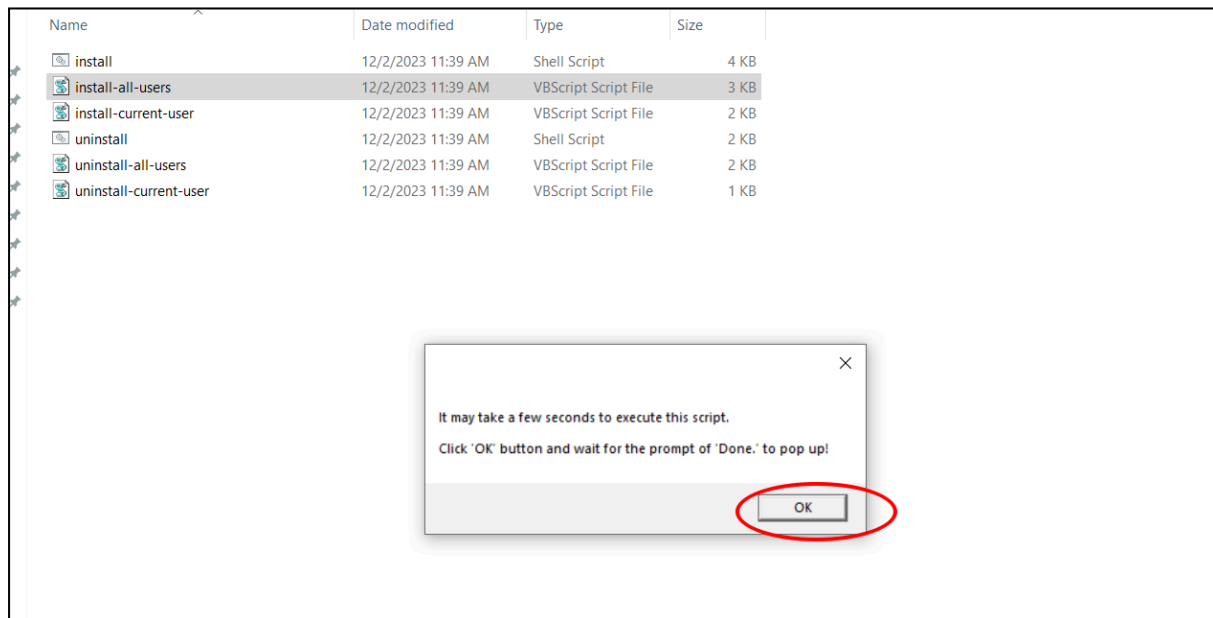 Name Date modified Type Size
install 12/2/2023 11:39 AM Shell Script 4 KB
install-all-users 12/2/2023 11:39 AM VBScript Script File 3 KB
install-current-user 12/2/2023 11:39 AM VBScript Script File 2 KB
uninstall 12/2/2023 11:39 AM Shell Script 2 KB
uninstall-all-users 12/2/2023 11:39 AM VBScript Script File 2 KB
uninstall-current-user 12/2/2023 11:39 AM VBScript Script File 1 KB
It may take a few seconds to execute this script.
Click 'OK' button and wait for the prompt of 'Done.' to pop up!
OK